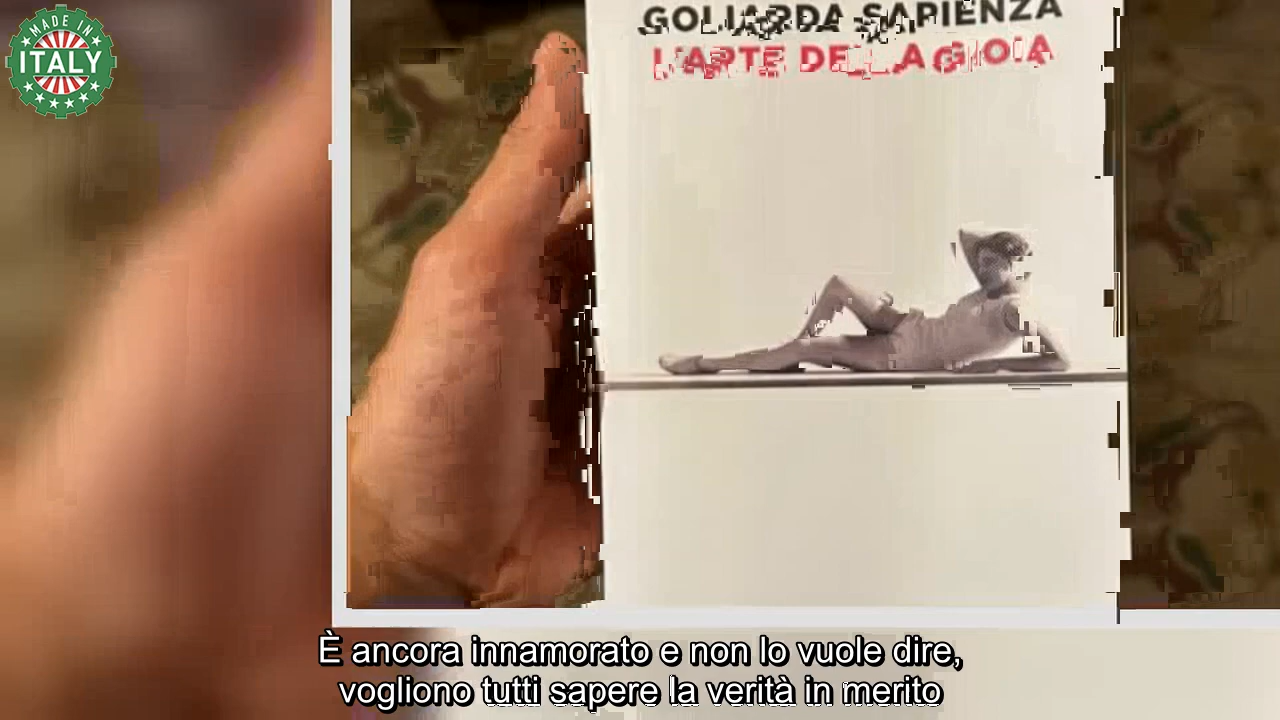 MADE IN
ITALY
GOLIARDA SAPIENZA
L'ARTE DELLA GIOIA
È ancora innamorato e non lo vuole dire,
vogliono tutti sapere la verità in merito